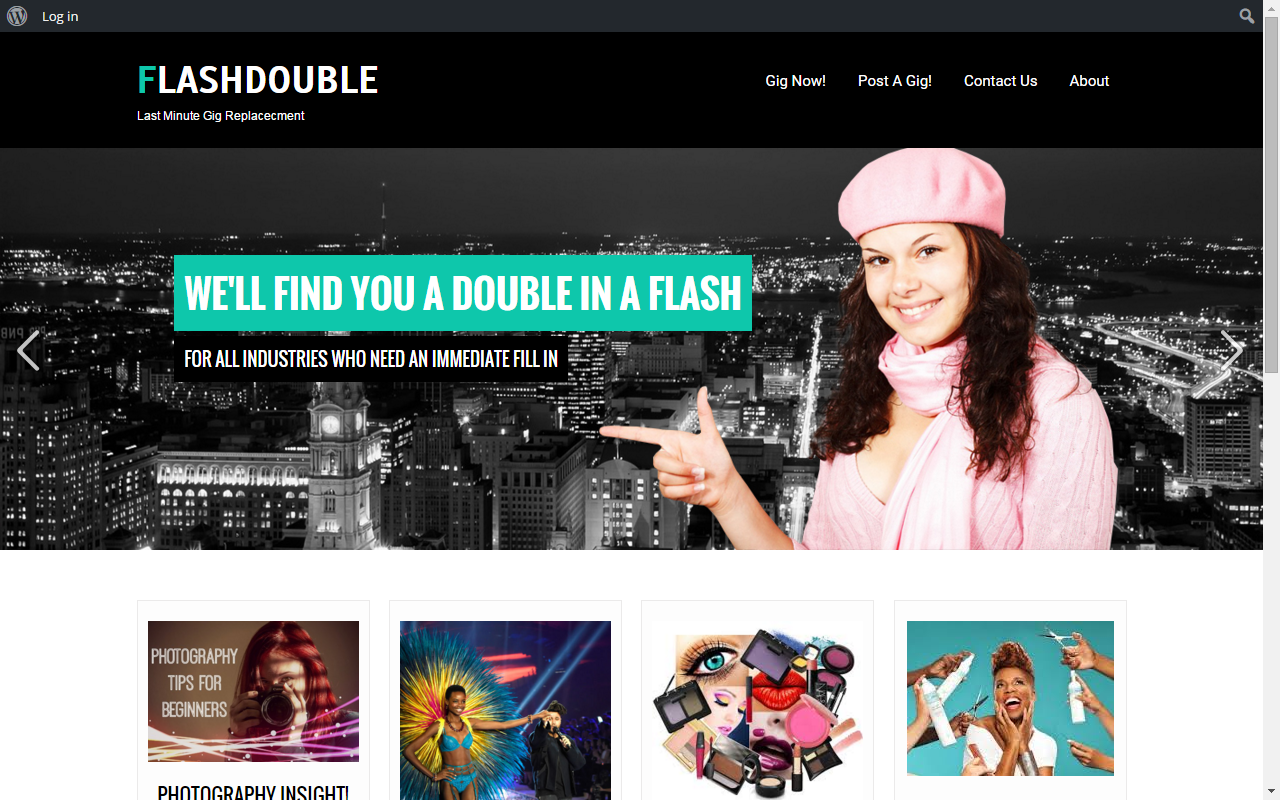 Log in
FLASHDOUBLE
Last Minute Gig Replacecment
Gig Now!
Post A Gig!
Contact Us
About
WE'LL FIND YOU A DOUBLE IN A FLASH
FOR ALL INDUSTRIES WHO NEED AN IMMEDIATE FILL IN
PHOTOGRAPHY
TIPS FOR
BEGINNERS
PHOTOGRAPHY INSIGHT!